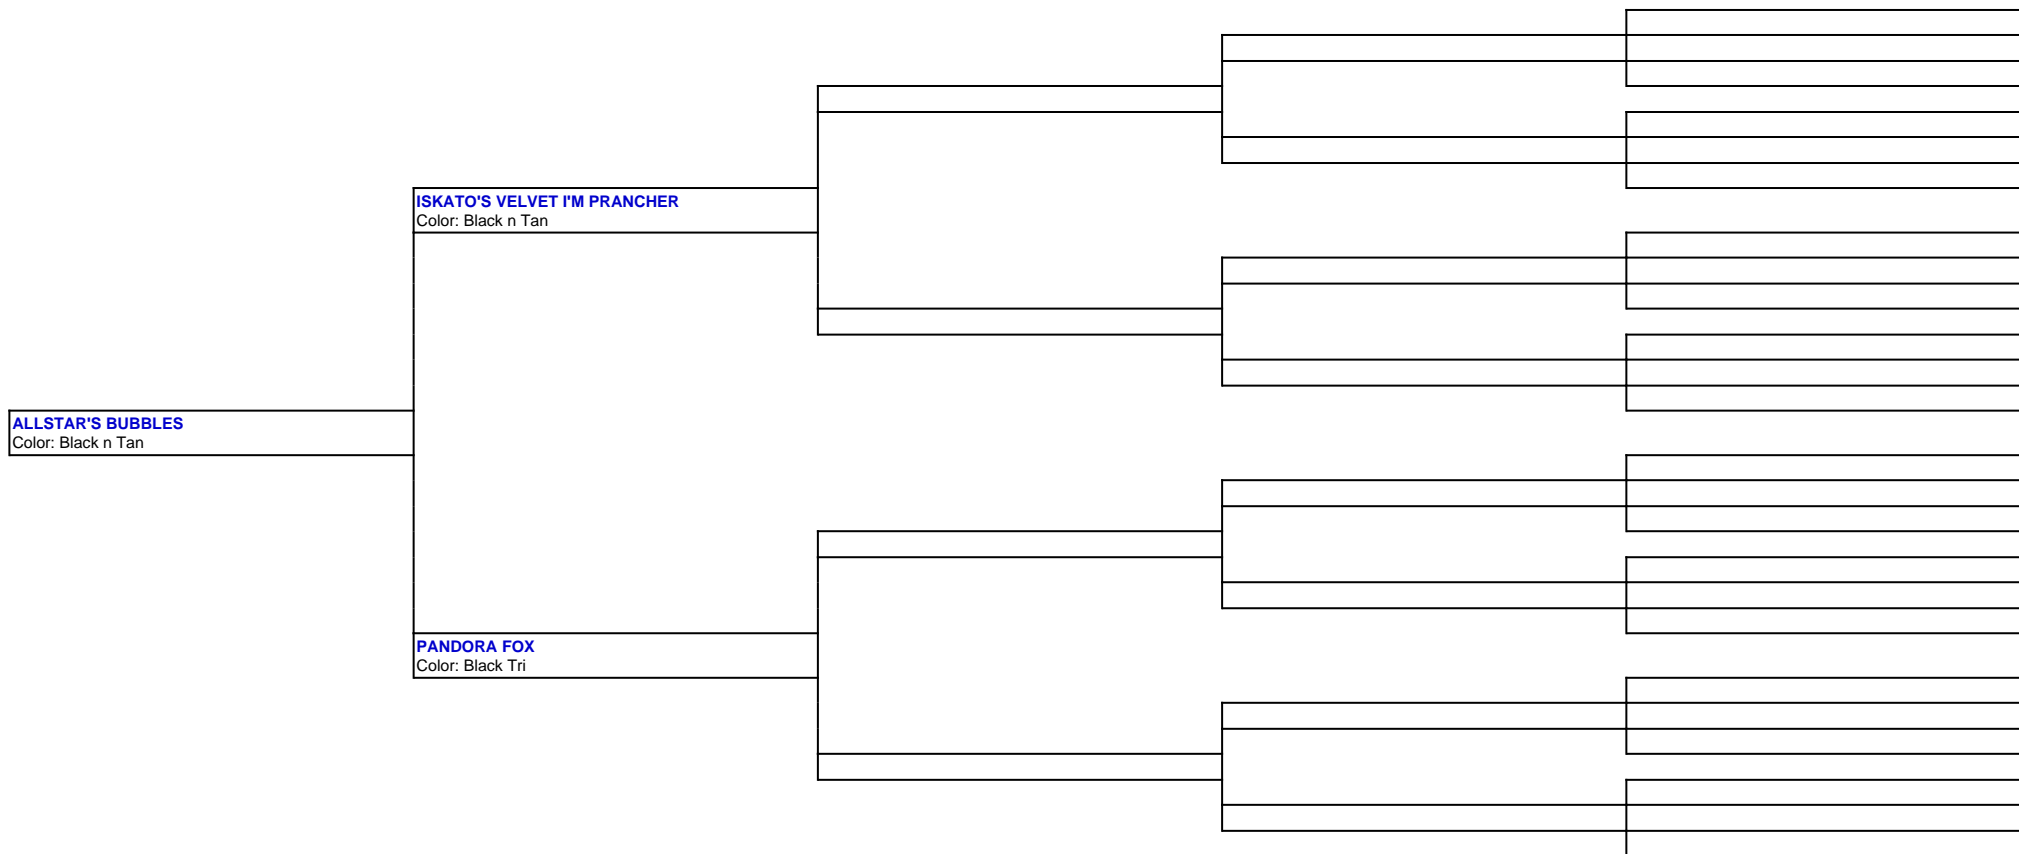 ISKATO'S VELVET I'M PRANCHER
Color: Black n Tan
ALLSTAR'S BUBBLES
Color: Black n Tan
PANDORA FOX
Color: Black Tri